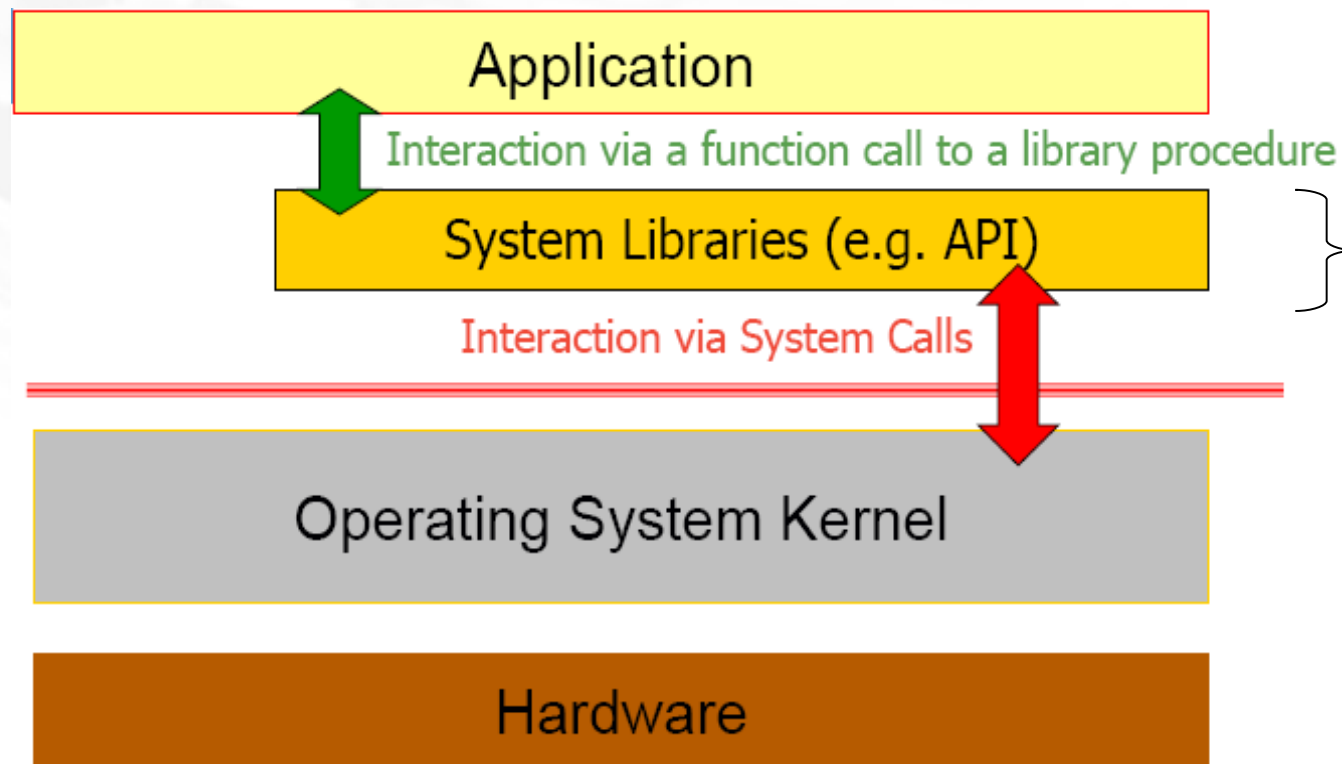 Application
Interaction via a function call to a library procedure
System Libraries (e.g. API)
Interaction via System Calls
Operating System Kernel
Hardware